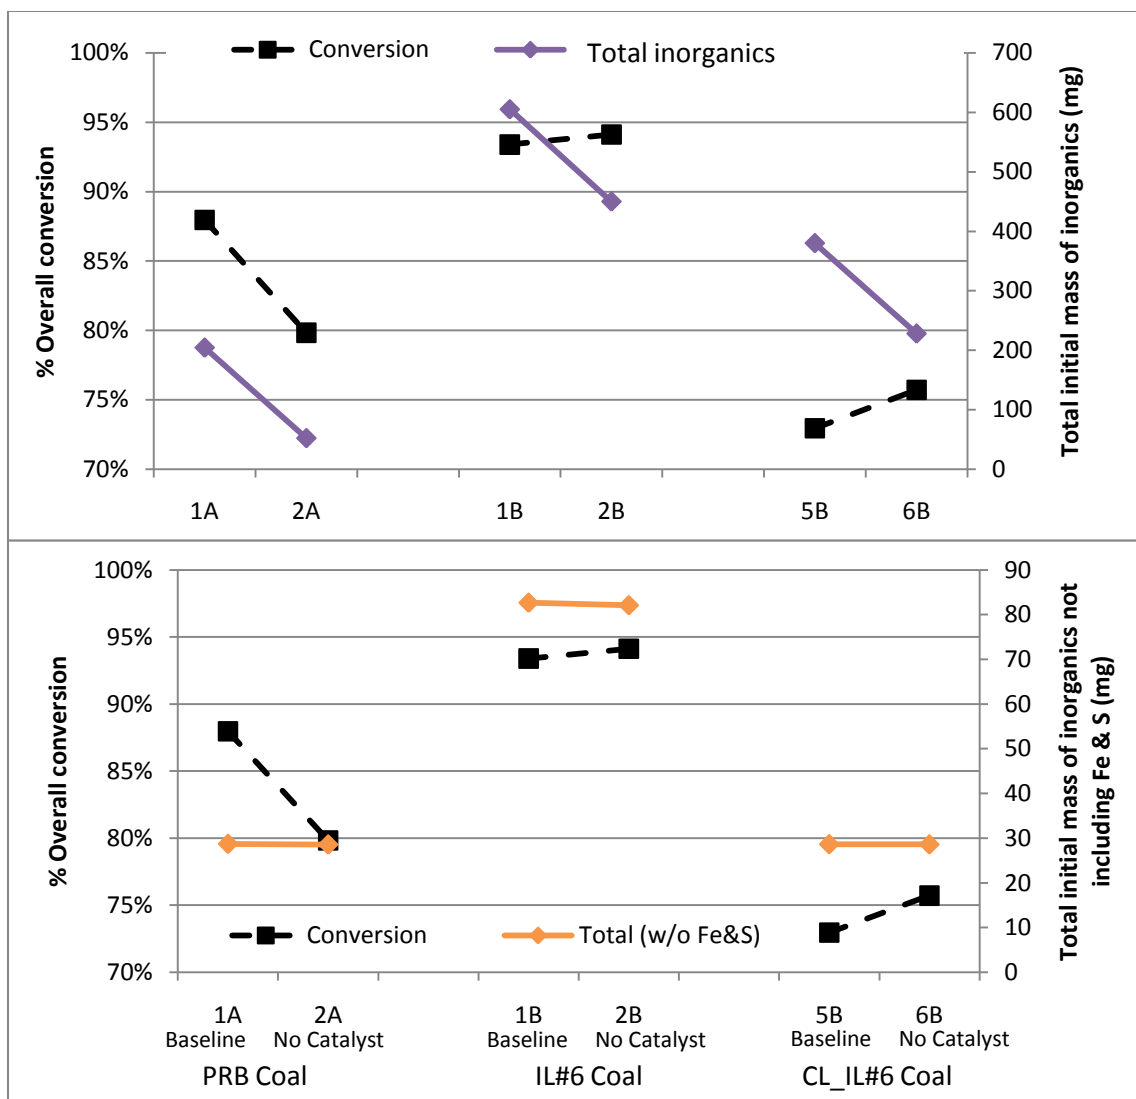 Conversion
Total inorganics
100%
95%
90%
85%
80%
75%
70%
% Overall conversion
700
600
500
400
300
200
100
0
Total initial mass of inorganics (mg)
1A 2A 1B 2B 5B 6B
100%
95%
90%
85%
80%
75%
70%
% Overall conversion
90
80
70
60
50
40
30
20
10
0
Total initial mass of inorganics not
including Fe & S (mg)
Conversion
Total (w/o Fe&S)
1A 2A 1B 2B 5B 6B
Baseline No Catalyst Baseline No Catalyst Baseline No Catalyst
PRB Coal IL#6 Coal CL_IL#6 Coal